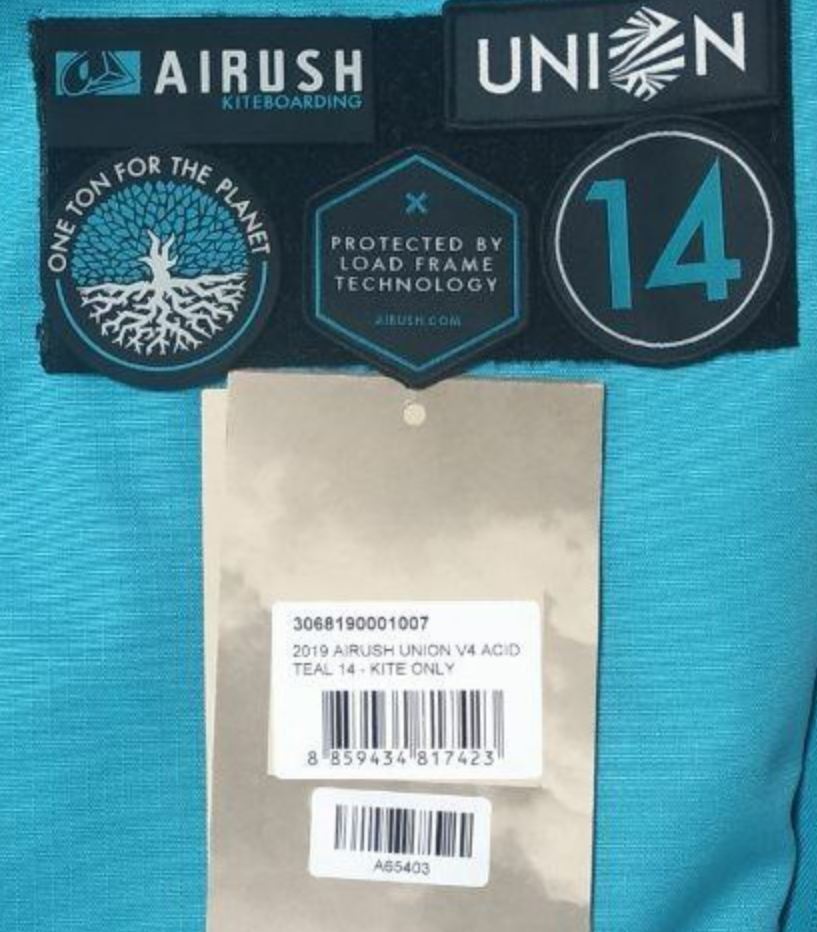 AIRUSH
KITEBOARDING
UNION
ONE TON FOR THE PLANET
PROTECTED BY
LOAD FRAME
TECHNOLOGY
AIRUSH.COM
14
3068190001007
2019 AIRUSH UNION V4 ACID
TEAL 14 - KITE ONLY
8 859434 817423
A65403